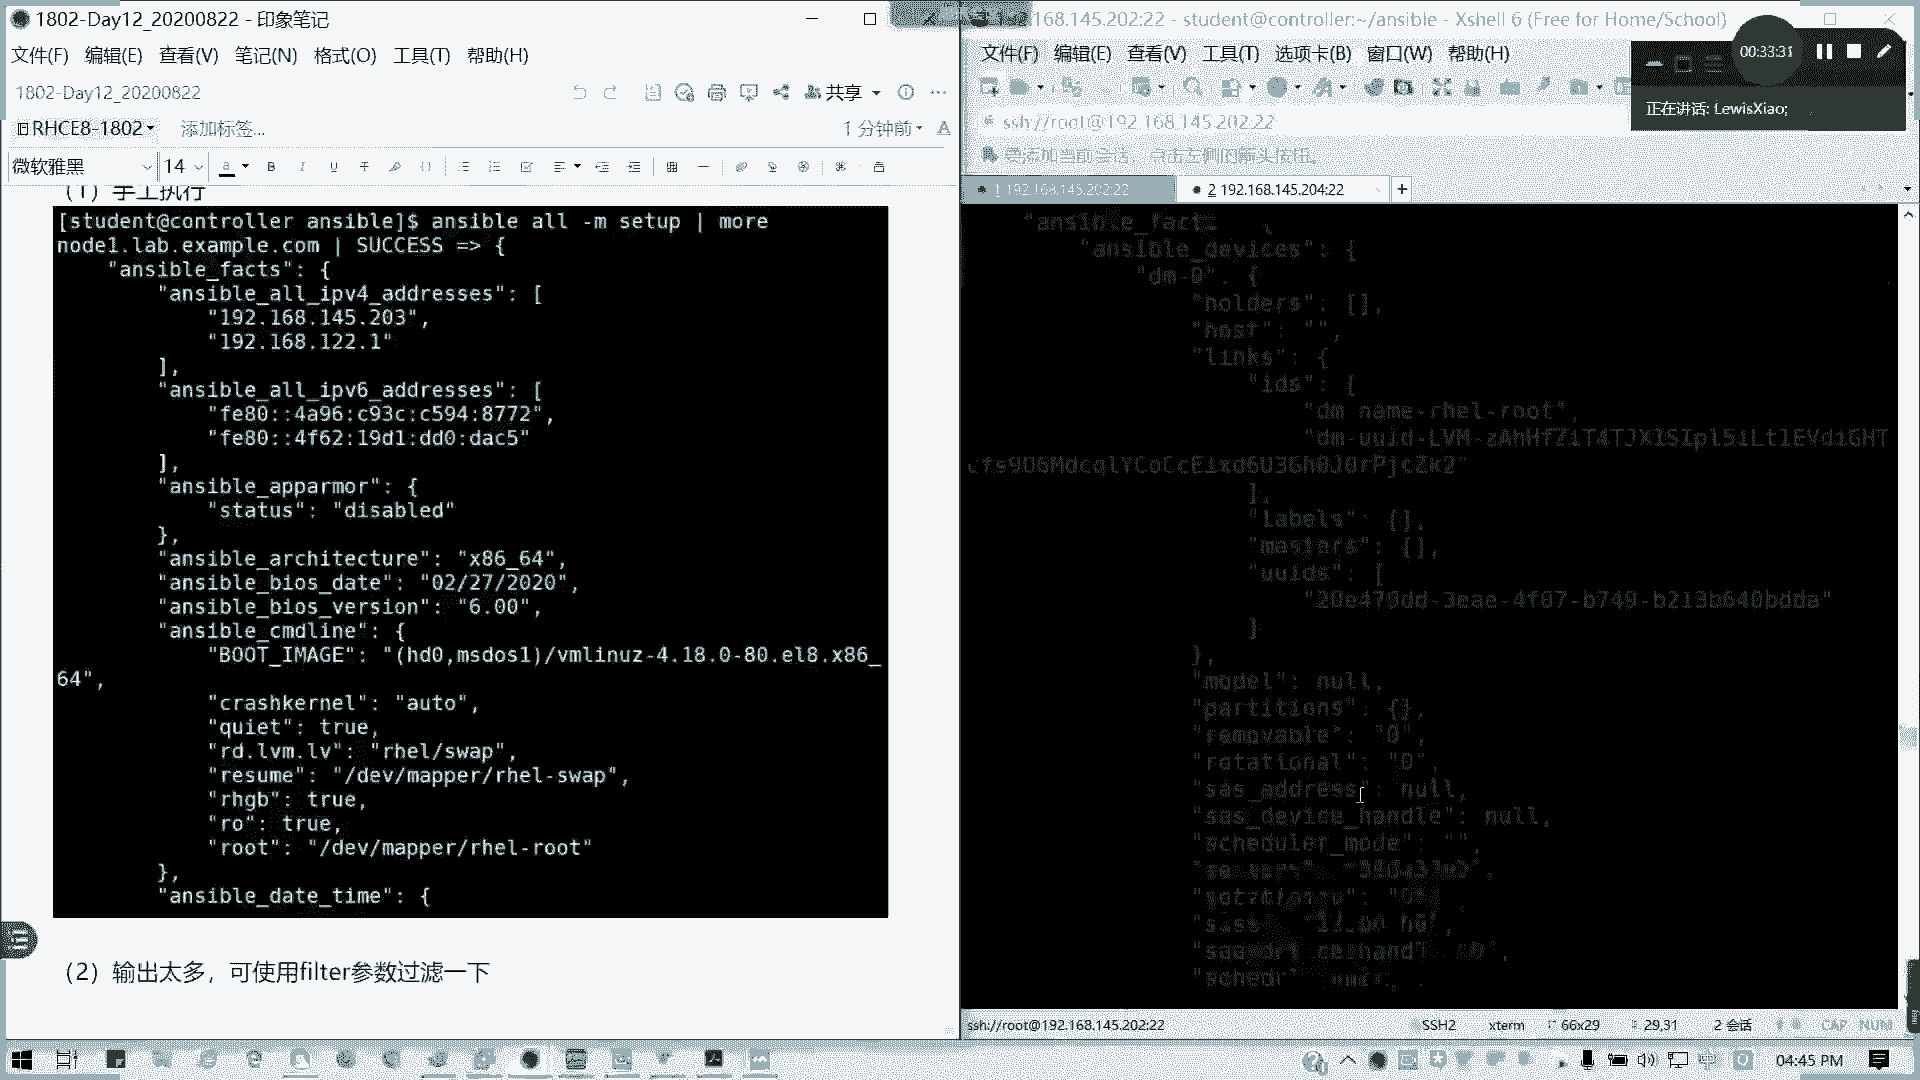 1802-Day12_20200822 - 印象笔记
文件(F) 编辑(E) 查看(V) 笔记(N) 格式(O) 工具(T) 帮助(H)
1802-Day12_20200822
共享
RHCE8-1802
添加标签...
1 分钟前
微软雅黑 14
（1）手工执行
[student@controller ansible]$ ansible all -m setup | more
node1.lab.example.com | SUCCESS => {
"ansible_facts": {
"ansible_all_ipv4_addresses": [
"192.168.145.203",
"192.168.122.1"
],
"ansible_all_ipv6_addresses": [
"fe80::4a96:c93c:c594:8772",
"fe80::4f62:19d1:dd0:dac5"
],
"ansible_apparmor": {
"status": "disabled"
},
"ansible_architecture": "x86_64",
"ansible_bios_date": "02/27/2020",
"ansible_bios_version": "6.00",
"ansible_cmdline": {
"BOOT_IMAGE": "(hd0,msdos1)/vmlinuz-4.18.0-80.el8.x86_
64",
"crashkernel": "auto",
"quiet": true,
"rd.lvm.lv": "rhel/swap",
"resume": "/dev/mapper/rhel-swap",
"rhgb": true,
"ro": true,
"root": "/dev/mapper/rhel-root"
},
"ansible_date_time": {
（2）输出太多，可使用filter参数过滤一下
168.145.202:22 - student@controller:~/ansible - Xshell 6 (Free for Home/School)
文件(F) 编辑(E) 查看(V) 工具(T) 选项卡(B) 窗口(W) 帮助(H)
00:33:31
正在讲话: LewisXiao;
ssh://root@192.168.145.202:22
要添加当前会话，点击左侧的箭头按钮。
1 192.168.145.202:22
2 192.168.145.204:22
"ansible_facts {
"ansible_devices": {
"dm-0": {
"holders": [],
"host": "",
"links": {
"ids": [
"dm-name-rhel-root",
],
"labels": [],
"masters": [],
"uuids": [
"20e479dd-3eae-4f67-b749-b213b640bdda"
]
},
"model": null,
"partitions": {},
"removable": "0",
"rotational": "0",
"sas_address": null,
"sas_device_handle": null,
"scheduler_mode": "",
ssh://root@192.168.145.202:22
SSH2
xterm
66x29
29,31
2 会话
CAP NUM
04:45 PM